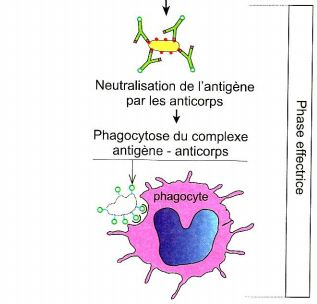 Neutralisation de l'antigène
par les anticorps
Phagocytose du complexe
antigène - anticorps
phagocyte
Phase effectrice